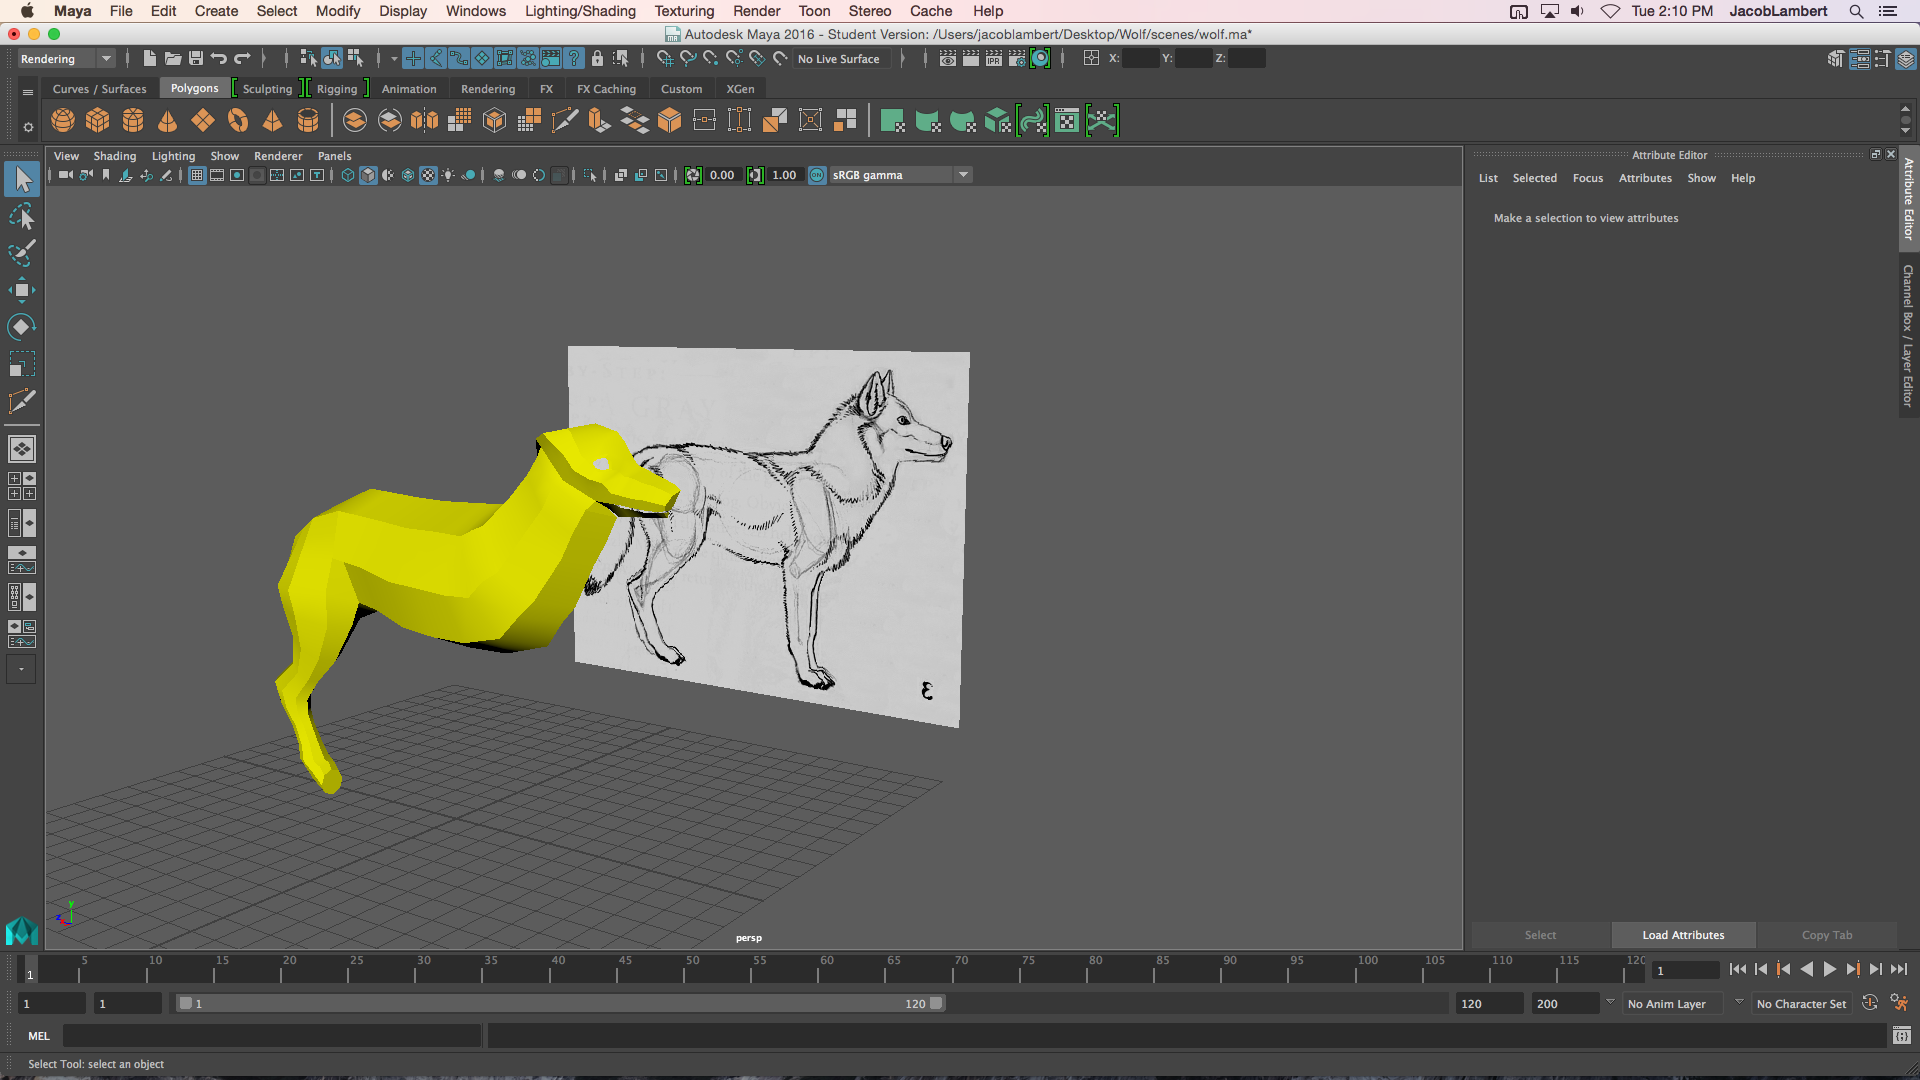 Maya File Edit Create Select Modify Display Windows Lighting/Shading Texturing Render Toon Stereo Cache Help Tue 2:10 PM JacobLambert
Autodesk Maya 2016 - Student Version: /Users/jacoblambert/Desktop/Wolf/scenes/wolf.ma*
Rendering No Live Surface IPR X: Y: Z:
Curves / Surfaces Polygons Sculpting Rigging Animation Rendering FX FX Caching Custom XGen
View Shading Lighting Show Renderer Panels
0.00 1.00 ON sRGB gamma
Attribute Editor
List Selected Focus Attributes Show Help
Make a selection to view attributes
Attribute Editor
Channel Box / Layer Editor
y
z
persp
Select Load Attributes Copy Tab
1 5 10 15 20 25 30 35 40 45 50 55 60 65 70 75 80 85 90 95 100 105 110 115 120 1
1 1 1 120 120 200 No Anim Layer No Character Set
MEL
Select Tool: select an object